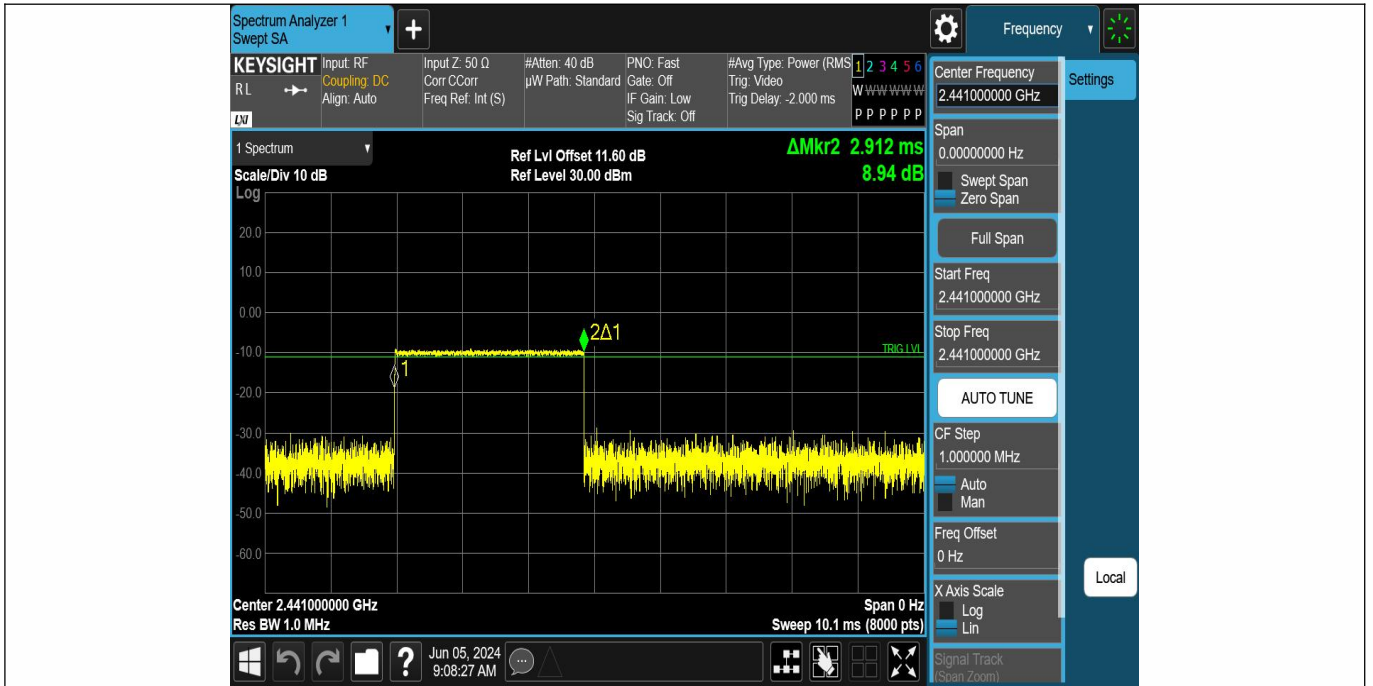 Spectrum Analyzer 1
Swept SA
+
Frequency
KEYSIGHT
RL
LXI
Input: RF
Coupling: DC
Align: Auto
Input Z: 50 Ω
Corr CCorr
Freq Ref: Int (S)
#Atten: 40 dB
µW Path: Standard
PNO: Fast
Gate: Off
IF Gain: Low
Sig Track: Off
#Avg Type: Power (RMS
Trig: Video
Trig Delay: -2.000 ms
1 2 3 4 5 6
W W W W W W
P P P P P P
1 Spectrum
Scale/Div 10 dB
Ref Lvl Offset 11.60 dB
Ref Level 30.00 dBm
ΔMkr2 2.912 ms
8.94 dB
Log
20.0
10.0
0.00
-10.0
-20.0
-30.0
-40.0
-50.0
-60.0
2Δ1
1
TRIG LVL
Center 2.441000000 GHz
Res BW 1.0 MHz
Span 0 Hz
Sweep 10.1 ms (8000 pts)
Center Frequency
2.441000000 GHz
Settings
Span
0.00000000 Hz
Swept Span
Zero Span
Full Span
Start Freq
2.441000000 GHz
Stop Freq
2.441000000 GHz
AUTO TUNE
CF Step
1.000000 MHz
Auto
Man
Freq Offset
0 Hz
Local
X Axis Scale
Log
Lin
Signal Track
(Span Zoom)
?
Jun 05, 2024
9:08:27 AM